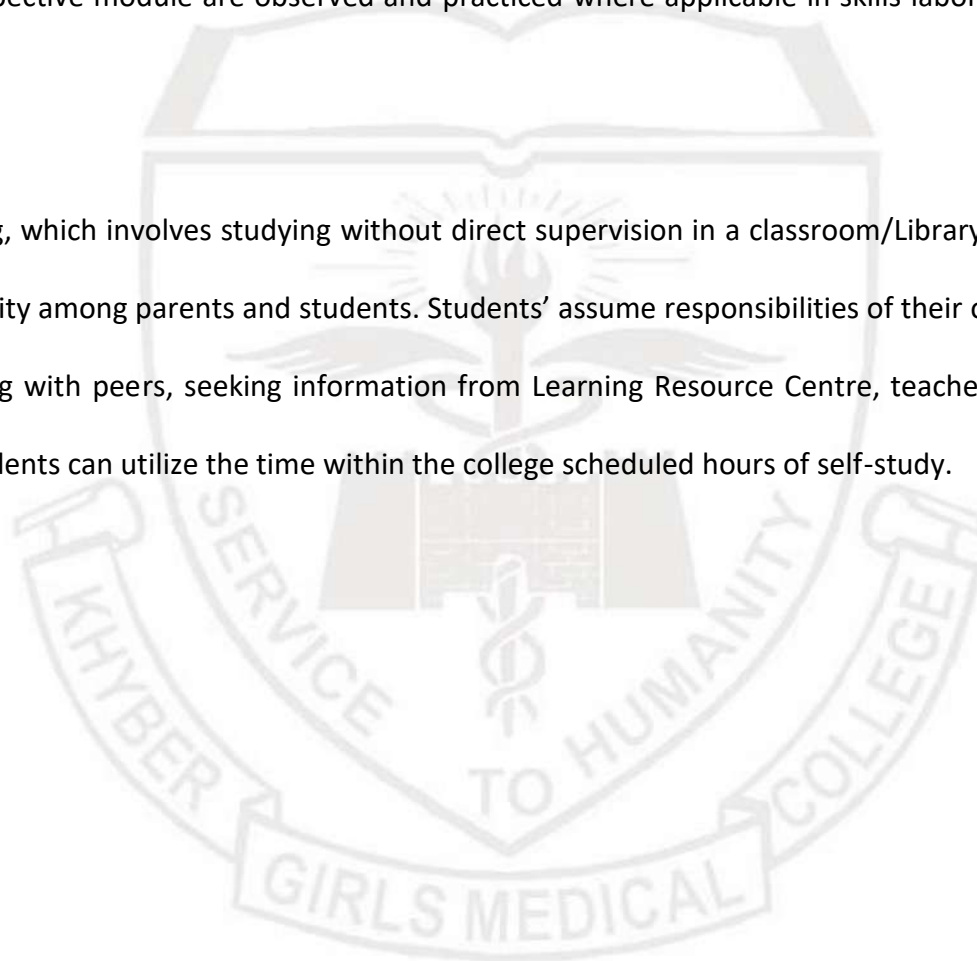 pective module are observed and practiced where applicable in skills labor
g, which involves studying without direct supervision in a classroom/Library
ity among parents and students. Students’ assume responsibilities of their
g with peers, seeking information from Learning Resource Centre, teache
dents can utilize the time within the college scheduled hours of self-study.
SERVICE
TO HUMANITY
KHYBER
GIRLS MEDICAL
COLLEGE